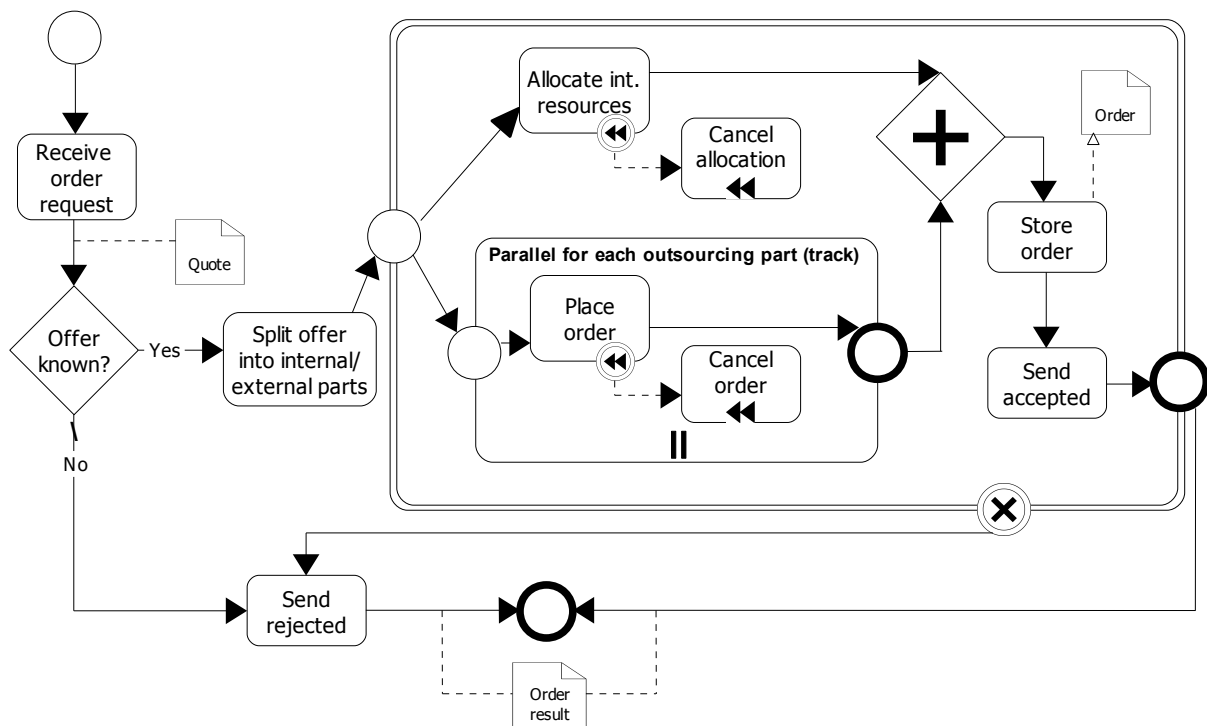 Receive
order
request
Quote
Offer
known?
Yes
No
Split offer
into internal/
external parts
Allocate int.
resources
Cancel
allocation
Parallel for each outsourcing part (track)
Place
order
Cancel
order
Order
Store
order
Send
accepted
Send
rejected
Order
result